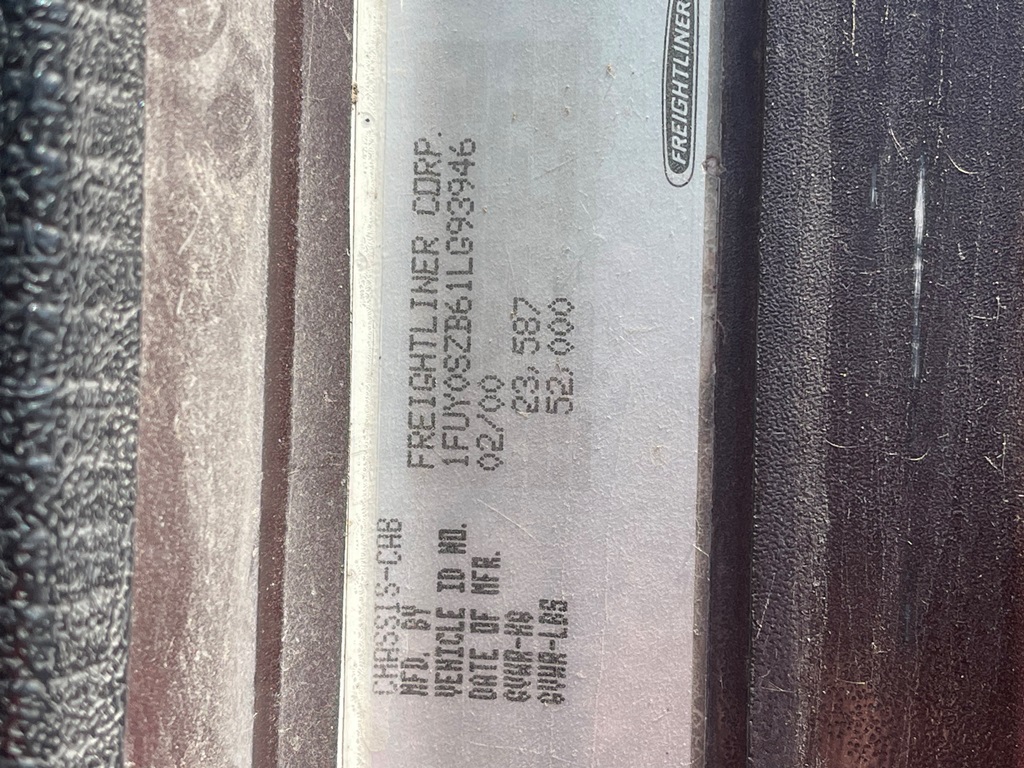 CHASSIS-CAB
MFD. BY FREIGHTLINER CORP.
VEHICLE ID NO. 1FUYOSZB61LG93946
DATE OF MFR. 02/00
GVWR-KG 23,587
GVWR-LBS 52,000
FREIGHTLINER